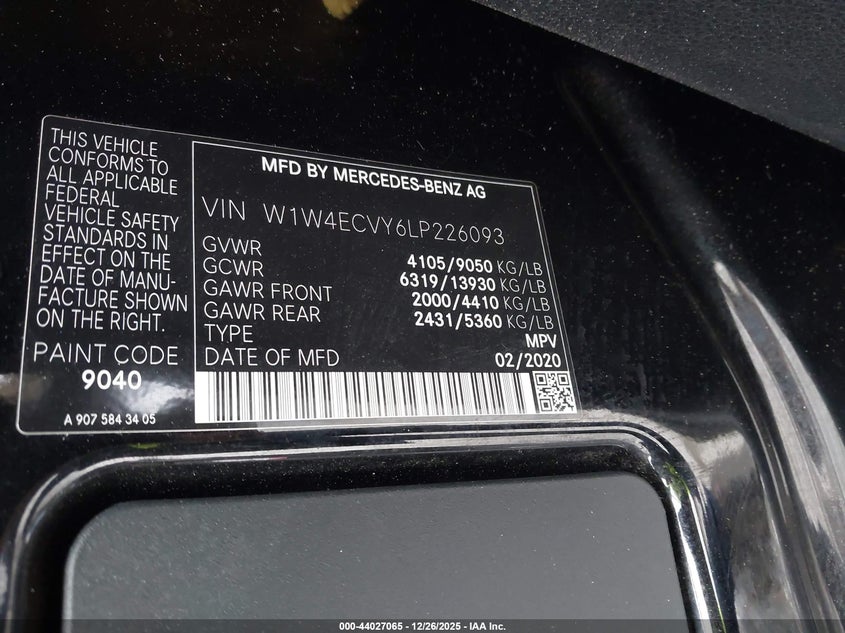 THIS VEHICLE
CONFORMS TO
ALL APPLICABLE
FEDERAL
VEHICLE SAFETY
STANDARDS IN
EFFECT ON THE
DATE OF MANU-
FACTURE SHOWN
ON THE RIGHT.
PAINT CODE
9040
A 907 584 34 05
MFD BY MERCEDES-BENZ AG
VIN W1W4ECVY6LP226093
GVWR 4105/9050 KG/LB
GCWR 6319/13930 KG/LB
GAWR FRONT 2000/4410 KG/LB
GAWR REAR 2431/5360 KG/LB
TYPE MPV
DATE OF MFD 02/2020
000-44027065 - 12/26/2025 - IAA Inc.